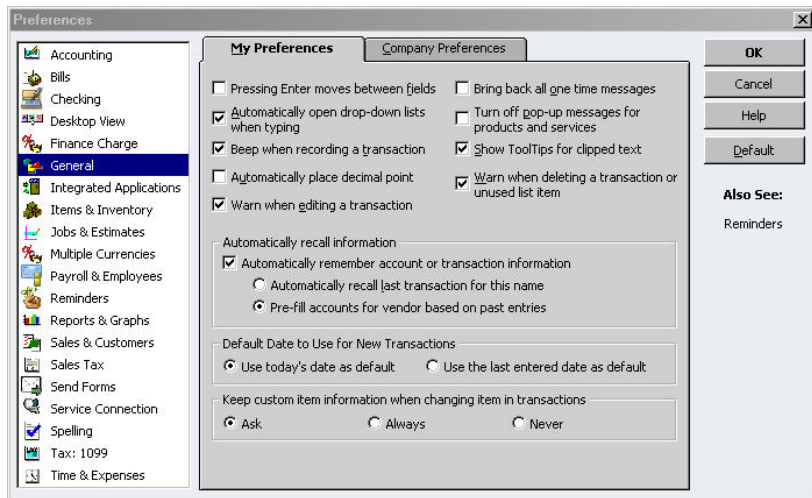 Preferences
Accounting
Bills
Checking
Desktop View
Finance Charge
General
Integrated Applications
Items & Inventory
Jobs & Estimates
Multiple Currencies
Payroll & Employees
Reminders
Reports & Graphs
Sales & Customers
Sales Tax
Send Forms
Service Connection
Spelling
Tax: 1099
Time & Expenses
My Preferences
Company Preferences
Pressing Enter moves between fields
Automatically open drop-down lists
when typing
Beep when recording a transaction
Automatically place decimal point
Warn when editing a transaction
Bring back all one time messages
Turn off pop-up messages for
products and services
Show ToolTips for clipped text
Warn when deleting a transaction or
unused list item
Automatically recall information
Automatically remember account or transaction information
Automatically recall last transaction for this name
Pre-fill accounts for vendor based on past entries
Default Date to Use for New Transactions
Use today's date as default Use the last entered date as default
Keep custom item information when changing item in transactions
Ask Always Never
OK
Cancel
Help
Default
Also See:
Reminders